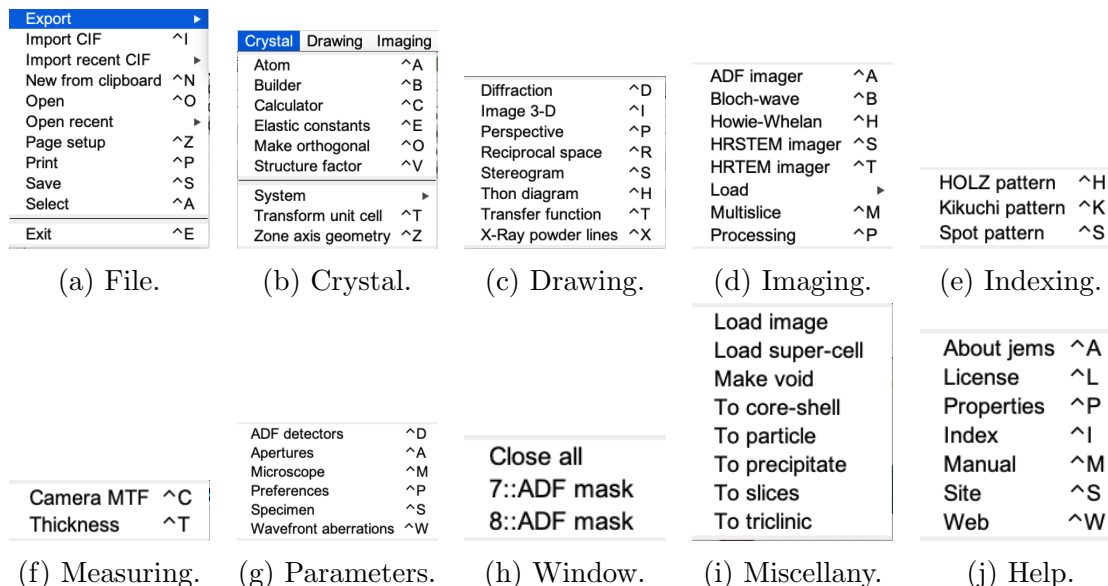 Export
Import CIF ^I
Import recent CIF
New from clipboard ^N
Open ^O
Open recent
Page setup ^Z
Print ^P
Save ^S
Select ^A
Exit ^E
(a) File.
Crystal Drawing Imaging
Atom ^A
Builder ^B
Calculator ^C
Elastic constants ^E
Make orthogonal ^O
Structure factor ^V
System
Transform unit cell ^T
Zone axis geometry ^Z
(b) Crystal.
Diffraction ^D
Image 3-D ^I
Perspective ^P
Reciprocal space ^R
Stereogram ^S
Thon diagram ^H
Transfer function ^T
X-Ray powder lines ^X
(c) Drawing.
ADF imager ^A
Bloch-wave ^B
Howie-Whelan ^H
HRSTEM imager ^S
HRTEM imager ^T
Load
Multislice ^M
Processing ^P
(d) Imaging.
HOLZ pattern ^H
Kikuchi pattern ^K
Spot pattern ^S
(e) Indexing.
Camera MTF ^C
Thickness ^T
(f) Measuring.
ADF detectors ^D
Apertures ^A
Microscope ^M
Preferences ^P
Specimen ^S
Wavefront aberrations ^W
(g) Parameters.
Close all
7::ADF mask
8::ADF mask
(h) Window.
Load image
Load super-cell
Make void
To core-shell
To particle
To precipitate
To slices
To triclinic
(i) Miscellany.
About jems ^A
License ^L
Properties ^P
Index ^I
Manual ^M
Site ^S
Web ^W
(j) Help.